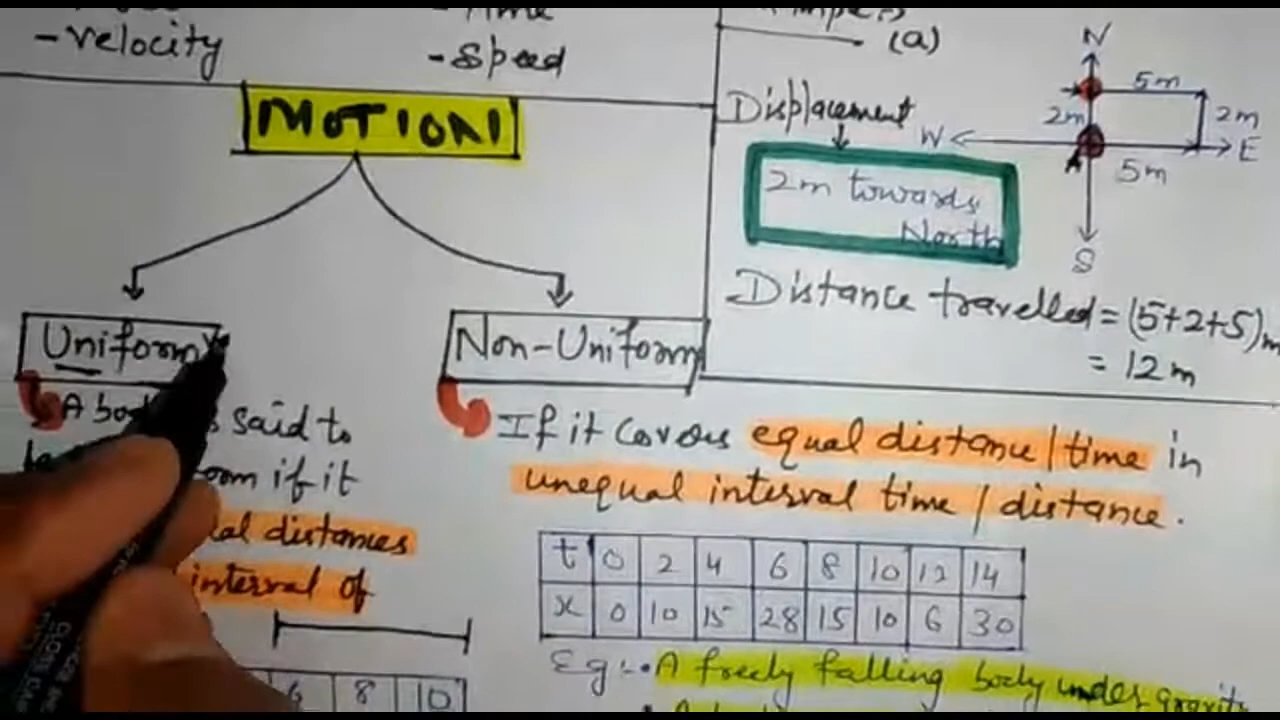 -Velocity
Time
-Speed
MOTION
Uniform
Non-Uniform
said to
if it
distances
interval of
8 10
If it covers equal distance/time in
unequal interval time/distance.
t 0 2 4 6 8 10 12 14
x 0 10 15 28 15 10 6 30
Eg:-•A freely falling body under gravity
(a)
Displacement
2m towards
North
N
5m
2m
2m
W
E
A
5m
S
Distance travelled = (5+2+5)m
= 12m